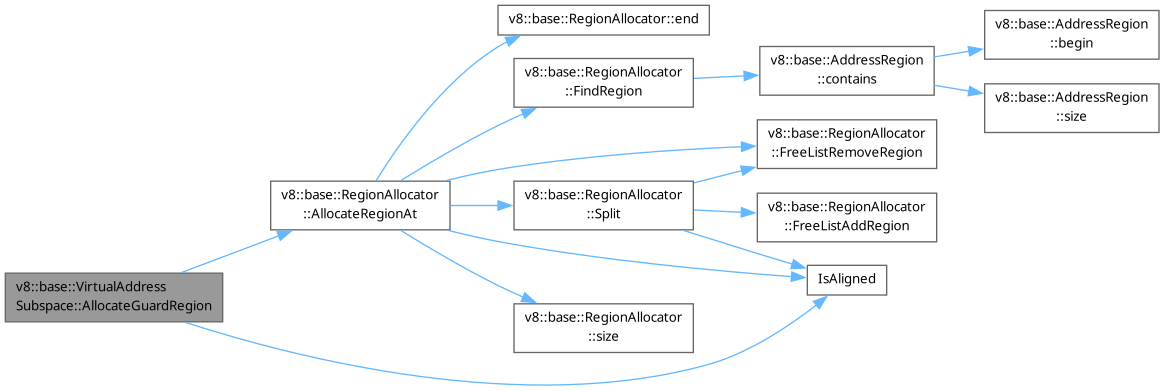 v8::base::VirtualAddress
Subspace::AllocateGuardRegion
v8::base::RegionAllocator
::AllocateRegionAt
v8::base::RegionAllocator::end
v8::base::RegionAllocator
::FindRegion
v8::base::AddressRegion
::contains
v8::base::AddressRegion
::begin
v8::base::AddressRegion
::size
v8::base::RegionAllocator
::FreeListRemoveRegion
v8::base::RegionAllocator
::Split
v8::base::RegionAllocator
::FreeListAddRegion
IsAligned
v8::base::RegionAllocator
::size